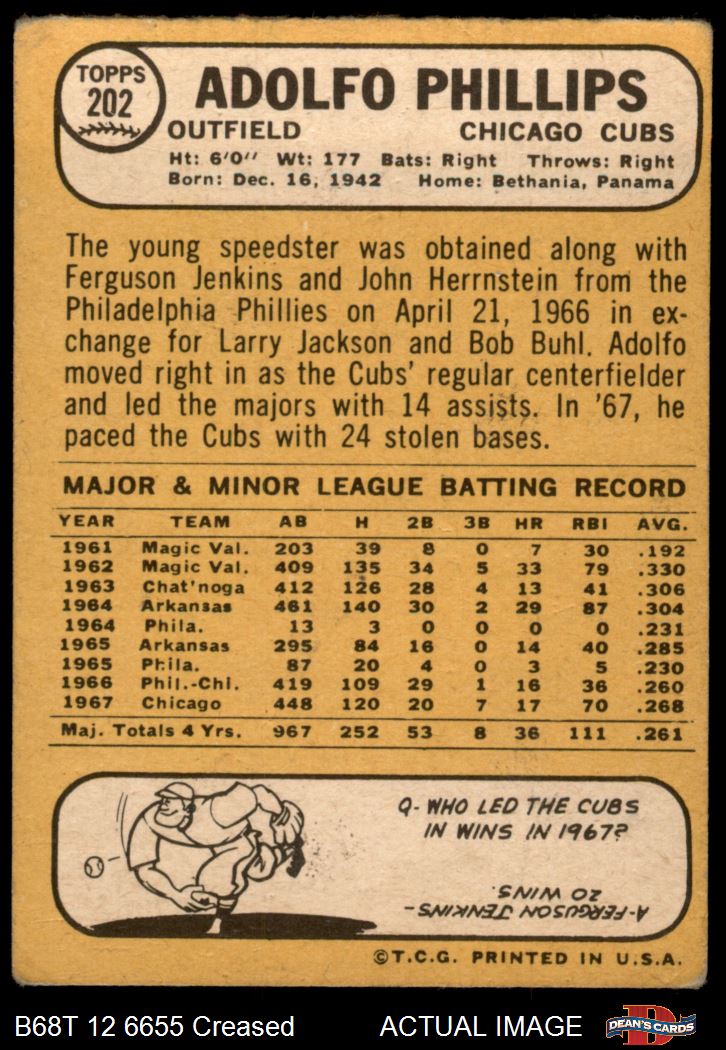 TOPPS
202
ADOLFO PHILLIPS
OUTFIELD CHICAGO CUBS
Ht: 6'0" Wt: 177 Bats: Right Throws: Right
Born: Dec. 16, 1942 Home: Bethania, Panama
The young speedster was obtained along with
Ferguson Jenkins and John Herrnstein from the
Philadelphia Phillies on April 21, 1966 in ex-
change for Larry Jackson and Bob Buhl. Adolfo
moved right in as the Cubs' regular centerfielder
and led the majors with 14 assists. In '67, he
paced the Cubs with 24 stolen bases.
MAJOR & MINOR LEAGUE BATTING RECORD
YEAR TEAM AB H 2B 3B HR RBI AVG.
1961 Magic Val. 203 39 8 0 7 30 .192
1962 Magic Val. 409 135 34 5 33 79 .330
1963 Chat'noga 412 126 28 4 13 41 .306
1964 Arkansas 461 140 30 2 29 87 .304
1964 Phila. 13 3 0 0 0 0 .231
1965 Arkansas 295 84 16 0 14 40 .285
1965 Phila. 87 20 4 0 3 5 .230
1966 Phil.-Chi. 419 109 29 1 16 36 .260
1967 Chicago 448 120 20 7 17 70 .268
Maj. Totals 4 Yrs. 967 252 53 8 36 111 .261
Q- WHO LED THE CUBS
IN WINS IN 1967?
A-FERGUSON JENKINS-
20 WINS.
©T.C.G. PRINTED IN U.S.A.
B68T 12 6655 Creased ACTUAL IMAGE
DEAN'S CARDS